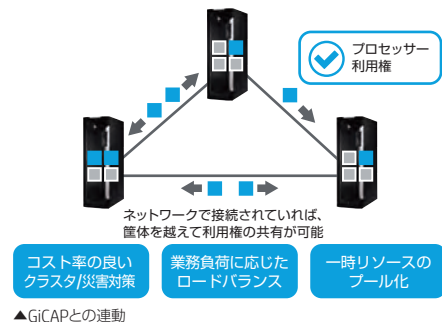 プロセッサー
利用権
ネットワークで接続されていれば、
筐体を越えて利用権の共有が可能
コスト率の良い
クラスタ/災害対策
業務負荷に応じた
ロードバランス
一時リソースの
プール化
▲GiCAPとの連動